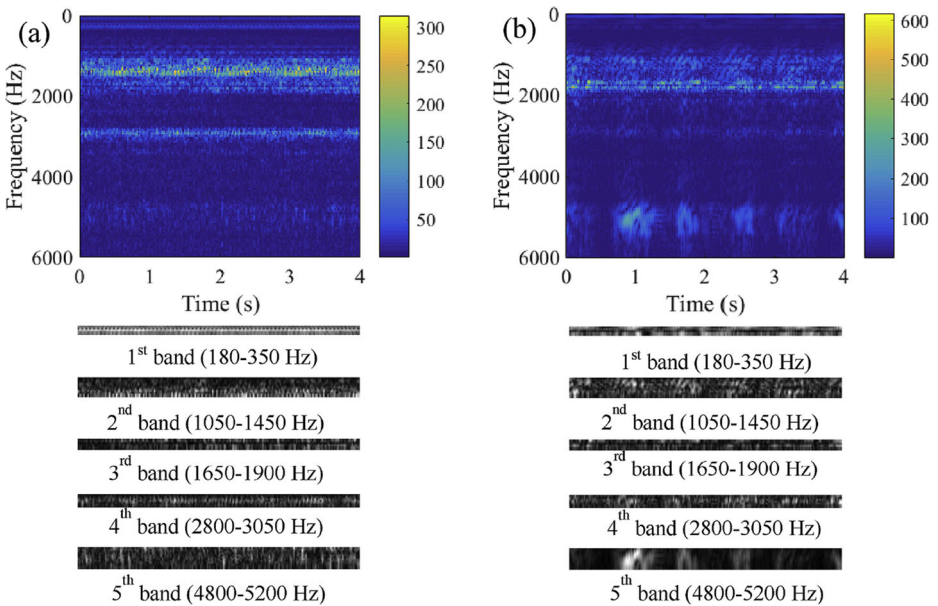 (a)
0
2000
4000
6000
Frequency (Hz)
0 1 2 3 4
Time (s)
300
250
200
150
100
50
1st band (180-350 Hz)
2nd band (1050-1450 Hz)
3rd band (1650-1900 Hz)
4th band (2800-3050 Hz)
5th band (4800-5200 Hz)
(b)
0
2000
4000
6000
Frequency (Hz)
0 1 2 3 4
Time (s)
600
500
400
300
200
100
1st band (180-350 Hz)
2nd band (1050-1450 Hz)
3rd band (1650-1900 Hz)
4th band (2800-3050 Hz)
5th band (4800-5200 Hz)